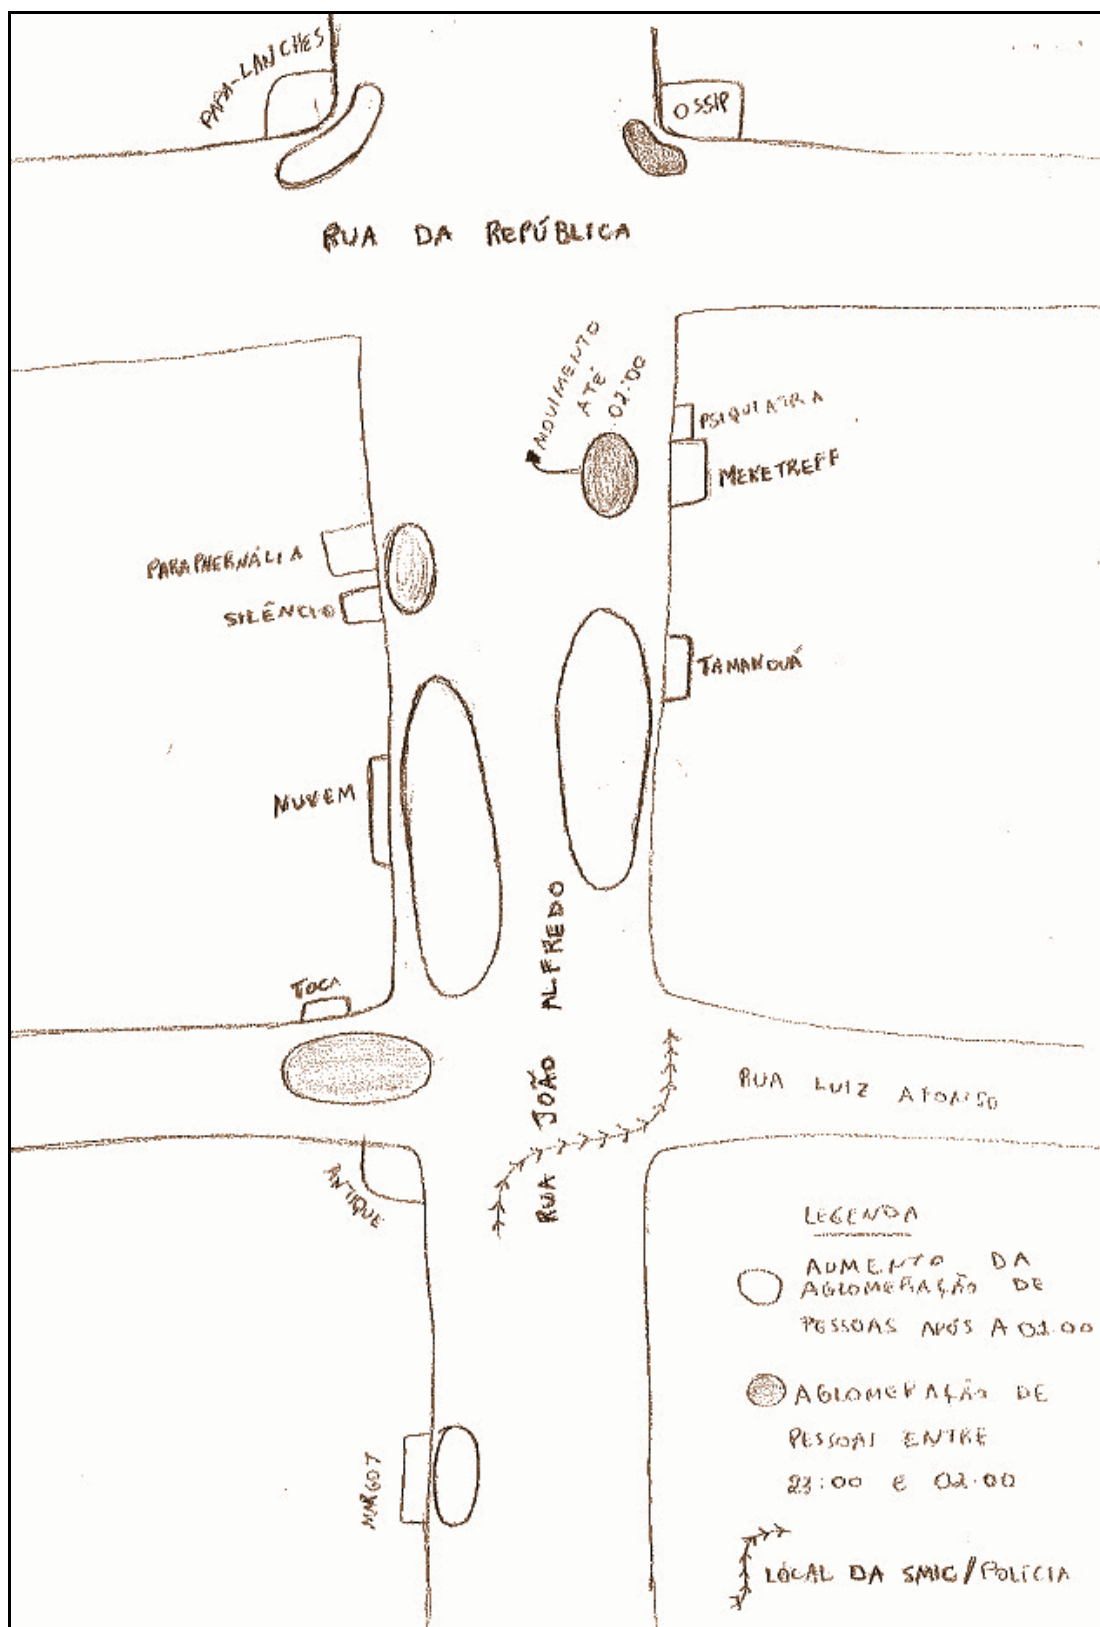 PAPA-LANCHES
OSSIP
RUA DA REPÚBLICA
MOVIMENTO
ATÉ
02:00
PSIQUIATRA
MEKETREFF
PARAPHERNÁLIA
SILÊNCIO
TAMANDUÁ
NUVEM
TOCA
RUA JOÃO ALFREDO
RUA LUIZ AFONSO
ANTIQUE
MARGOT
LEGENDA
AUMENTO DA
AGLOMERAÇÃO DE
PESSOAS APÓS A 02:00
AGLOMERAÇÃO DE
PESSOAS ENTRE
23:00 E 02:00
LOCAL DA SMIC/POLÍCIA